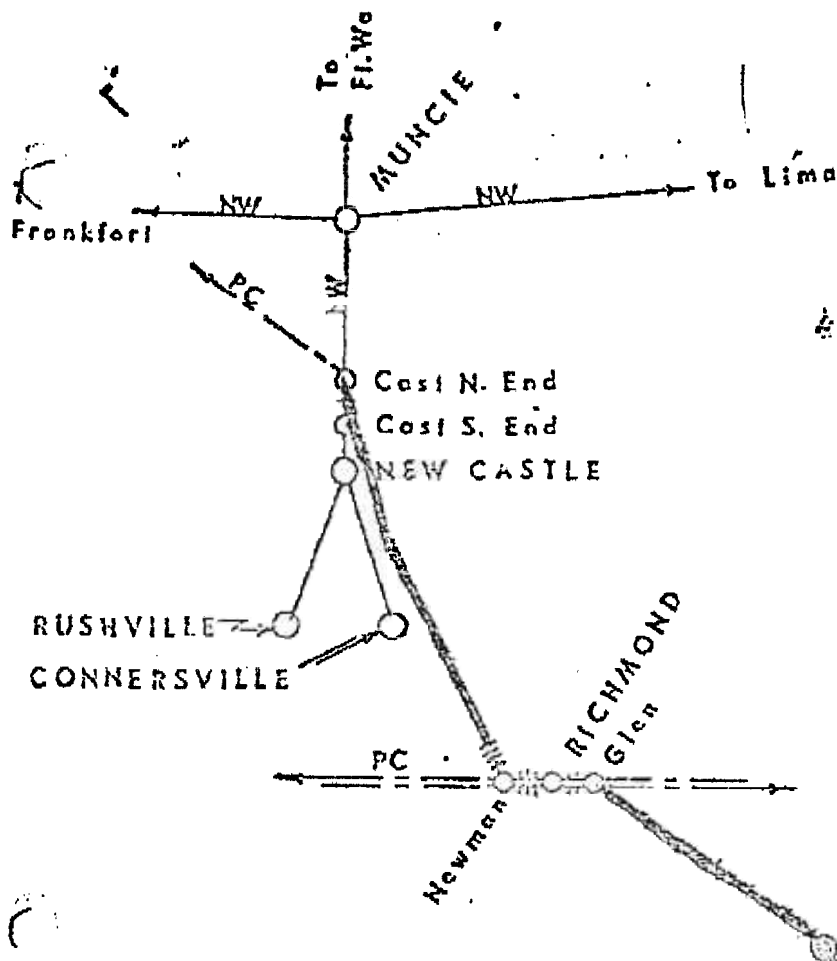 To
Ft. Wa
MUNCIE
NW
NW
To Lima
Frankfort
PC
NW
Cast N. End
Cast S. End
NEW CASTLE
RUSHVILLE
CONNERSVILLE
RICHMOND
Glen
PC
Newman